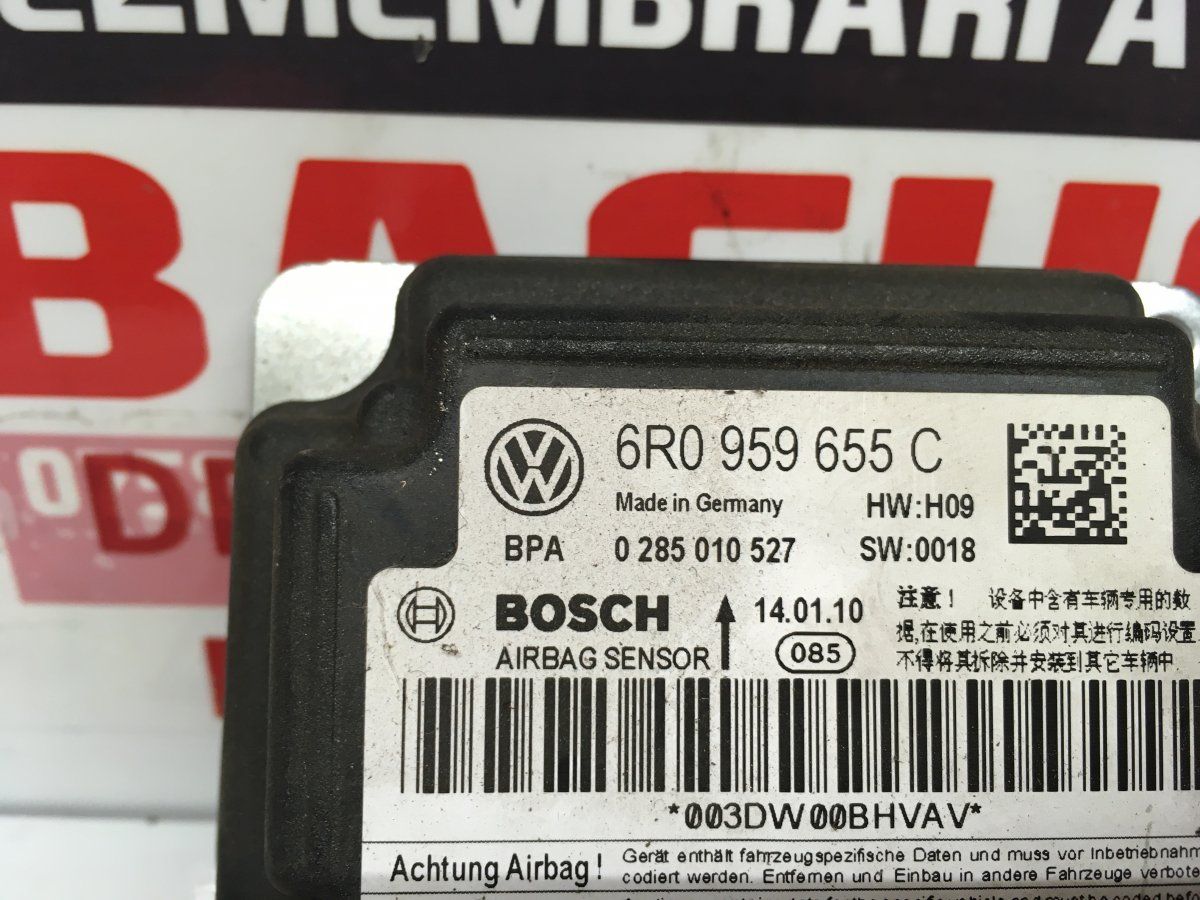 BPA
6R0 959 655 C
Made in Germany HW:H09
0 285 010 527 SW:0018
BOSCH
AIRBAG SENSOR
14.01.10
085
注意！ 设备中含有车辆专用的数
据,在使用之前必须对其进行编码设置
不得将其拆除并安装到其它车辆中
*003DW00BHVAV*
Achtung Airbag!
Gerät enthält fahrzeugspezifische Daten und muss vor Inbetriebnahm
codiert werden. Entfernen und Einbau in andere Fahrzeuge verbote